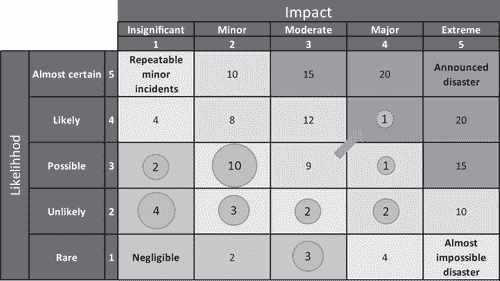 Impact
Insignificant Minor Moderate Major Extreme
1 2 3 4 5
Likelihhod
Almost certain 5 Repeatable minor incidents 10 15 20 Announced disaster
Likely 4 4 8 12 1 20
Possible 3 2 10 9 1 15
Unlikely 2 4 3 2 2 10
Rare 1 Negligible 2 3 4 Almost impossible disaster